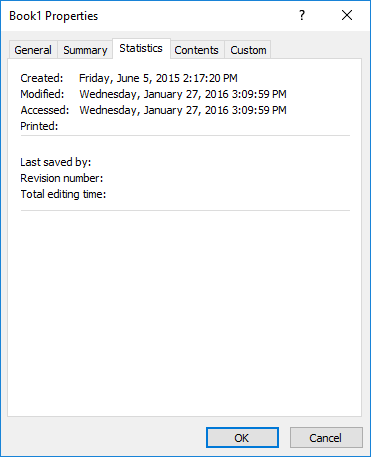 Book1 Properties
General Summary Statistics Contents Custom
Created: Friday, June 5, 2015 2:17:20 PM
Modified: Wednesday, January 27, 2016 3:09:59 PM
Accessed: Wednesday, January 27, 2016 3:09:59 PM
Printed:
Last saved by:
Revision number:
Total editing time:
OK Cancel